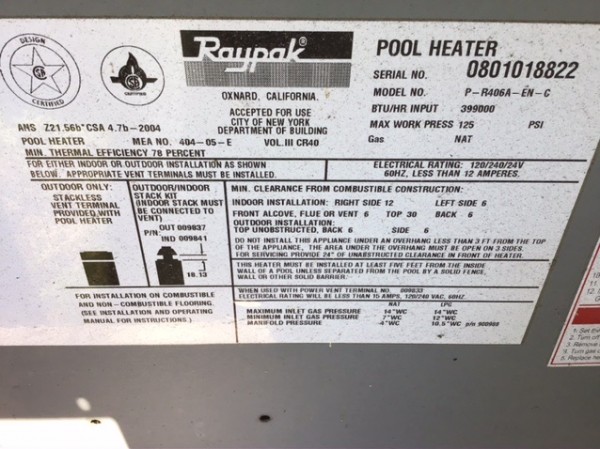 DESIGN
CERTIFIED
Raypak®
OXNARD, CALIFORNIA.
ACCEPTED FOR USE
CITY OF NEW YORK
DEPARTMENT OF BUILDING
POOL HEATER
SERIAL NO. 0801018822
MODEL NO. P-R406A-EN-C
BTU/HR INPUT 399000
MAX WORK PRESS 125 PSI
Gas NAT
ANS Z21.56b"CSA 4.7b-2004
POOL HEATER MEA NO. 404-05-E VOL.III CR40
MIN. THERMAL EFFICIENCY 78 PERCENT
FOR EITHER INDOOR OR OUTDOOR INSTALLATION AS SHOWN
BELOW. APPROPRIATE VENT TERMINALS MUST BE INSTALLED.
ELECTRICAL RATING: 120/240/24V
60HZ, LESS THAN 12 AMPERES.
OUTDOOR ONLY:
STACKLESS
VENT TERMINAL
PROVIDED WITH
POOL HEATER
OUTDOOR/INDOOR
STACK KIT
(INDOOR STACK MUST
BE CONNECTED TO
VENT)
P/N: OUT 009837
IND 009841
18.13
FOR INSTALLATION ON COMBUSTIBLE
AND NON-COMBUSTIBLE FLOORING
(SEE INSTALLATION AND OPERATING
MANUAL FOR INSTRUCTIONS.)
MIN. CLEARANCE FROM COMBUSTIBLE CONSTRUCTION:
INDOOR INSTALLATION: RIGHT SIDE 12 LEFT SIDE 6
FRONT ALCOVE, FLUE OR VENT 6 TOP 30 BACK 6
OUTDOOR INSTALLATION:
TOP UNOBSTRUCTED, BACK 6 SIDE 6
DO NOT INSTALL THIS APPLIANCE UNDER AN OVERHANG LESS THAN 3 FT FROM THE TOP
OF THE APPLIANCE, THE AREA UNDER THE OVERHANG MUST BE OPEN ON 3 SIDES.
FOR SERVICING PROVIDE 24" OF UNABSTRUCTED CLEARANCE IN FRONT OF HEATER.
THIS HEATER MUST BE INSTALLED AT LEAST FIVE FEET FROM THE INSIDE
WALL OF A POOL UNLESS SEPARATED FROM THE POOL BY A SOLID FENCE,
WALL OR OTHER SOLID BARRIER.
WHEN USED WITH POWER VENT TERMINAL NO. 009833
ELECTRICAL RATING WILL BE LESS THAN 15 AMPS, 120/240 VAC, 60HZ
NAT LPG
MAXIMUM INLET GAS PRESSURE 14 "WC 14 "WC
MINIMUM INLET GAS PRESSURE 7 "WC 12 "WC
MANIFOLD PRESSURE -4"WC 10.5 "WC